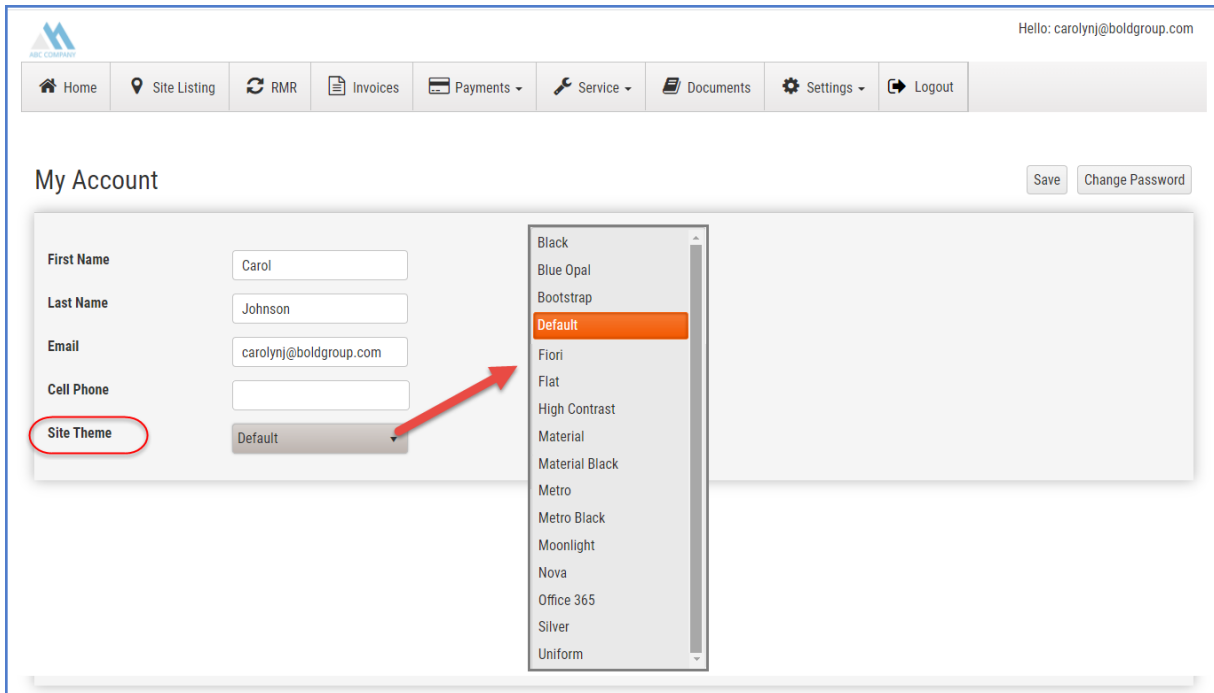 Hello: carolynj@boldgroup.com
ABC COMPANY
Home Site Listing RMR Invoices Payments Service Documents Settings Logout
My Account
Save Change Password
First Name Carol
Last Name Johnson
Email carolynj@boldgroup.com
Cell Phone
Site Theme Default
Black
Blue Opal
Bootstrap
Default
Fiori
Flat
High Contrast
Material
Material Black
Metro
Metro Black
Moonlight
Nova
Office 365
Silver
Uniform